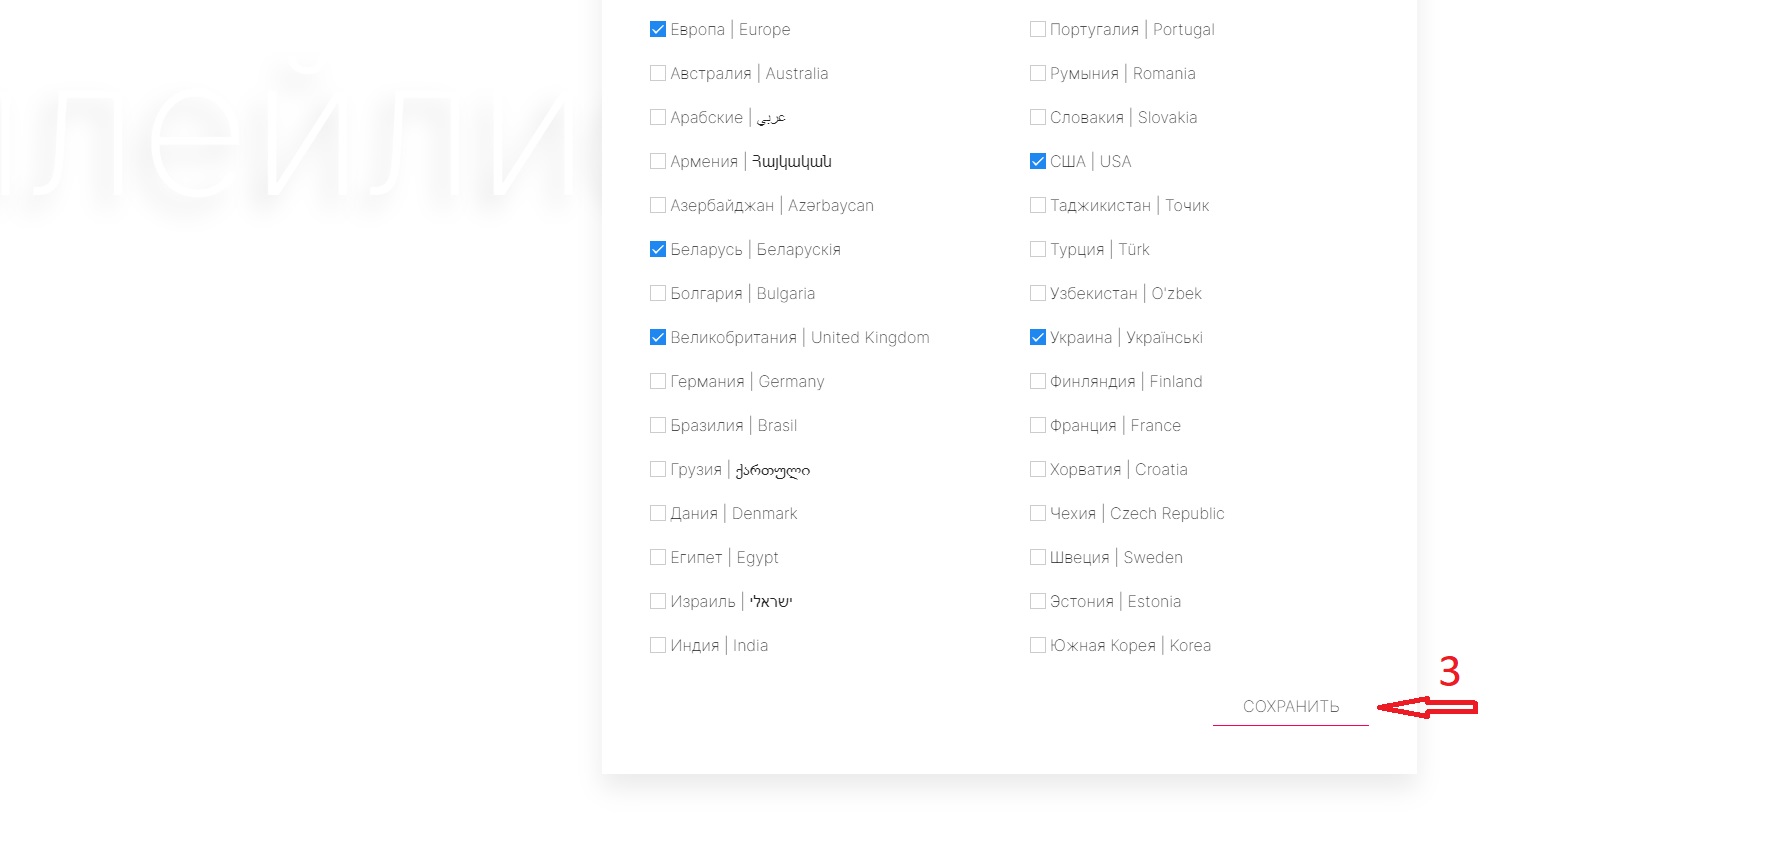 Европа | Europe
Австралия | Australia
Арабские | عربي
Армения | Հայկական
Азербайджан | Azərbaycan
Беларусь | Беларускія
Болгария | Bulgaria
Великобритания | United Kingdom
Германия | Germany
Бразилия | Brasil
Грузия | ქართული
Дания | Denmark
Египет | Egypt
Израиль | ישראלי
Индия | India
Португалия | Portugal
Румыния | Romania
Словакия | Slovakia
США | USA
Таджикистан | Точик
Турция | Türk
Узбекистан | O'zbek
Украина | Українські
Финляндия | Finland
Франция | France
Хорватия | Croatia
Чехия | Czech Republic
Швеция | Sweden
Эстония | Estonia
Южная Корея | Korea
3
СОХРАНИТЬ